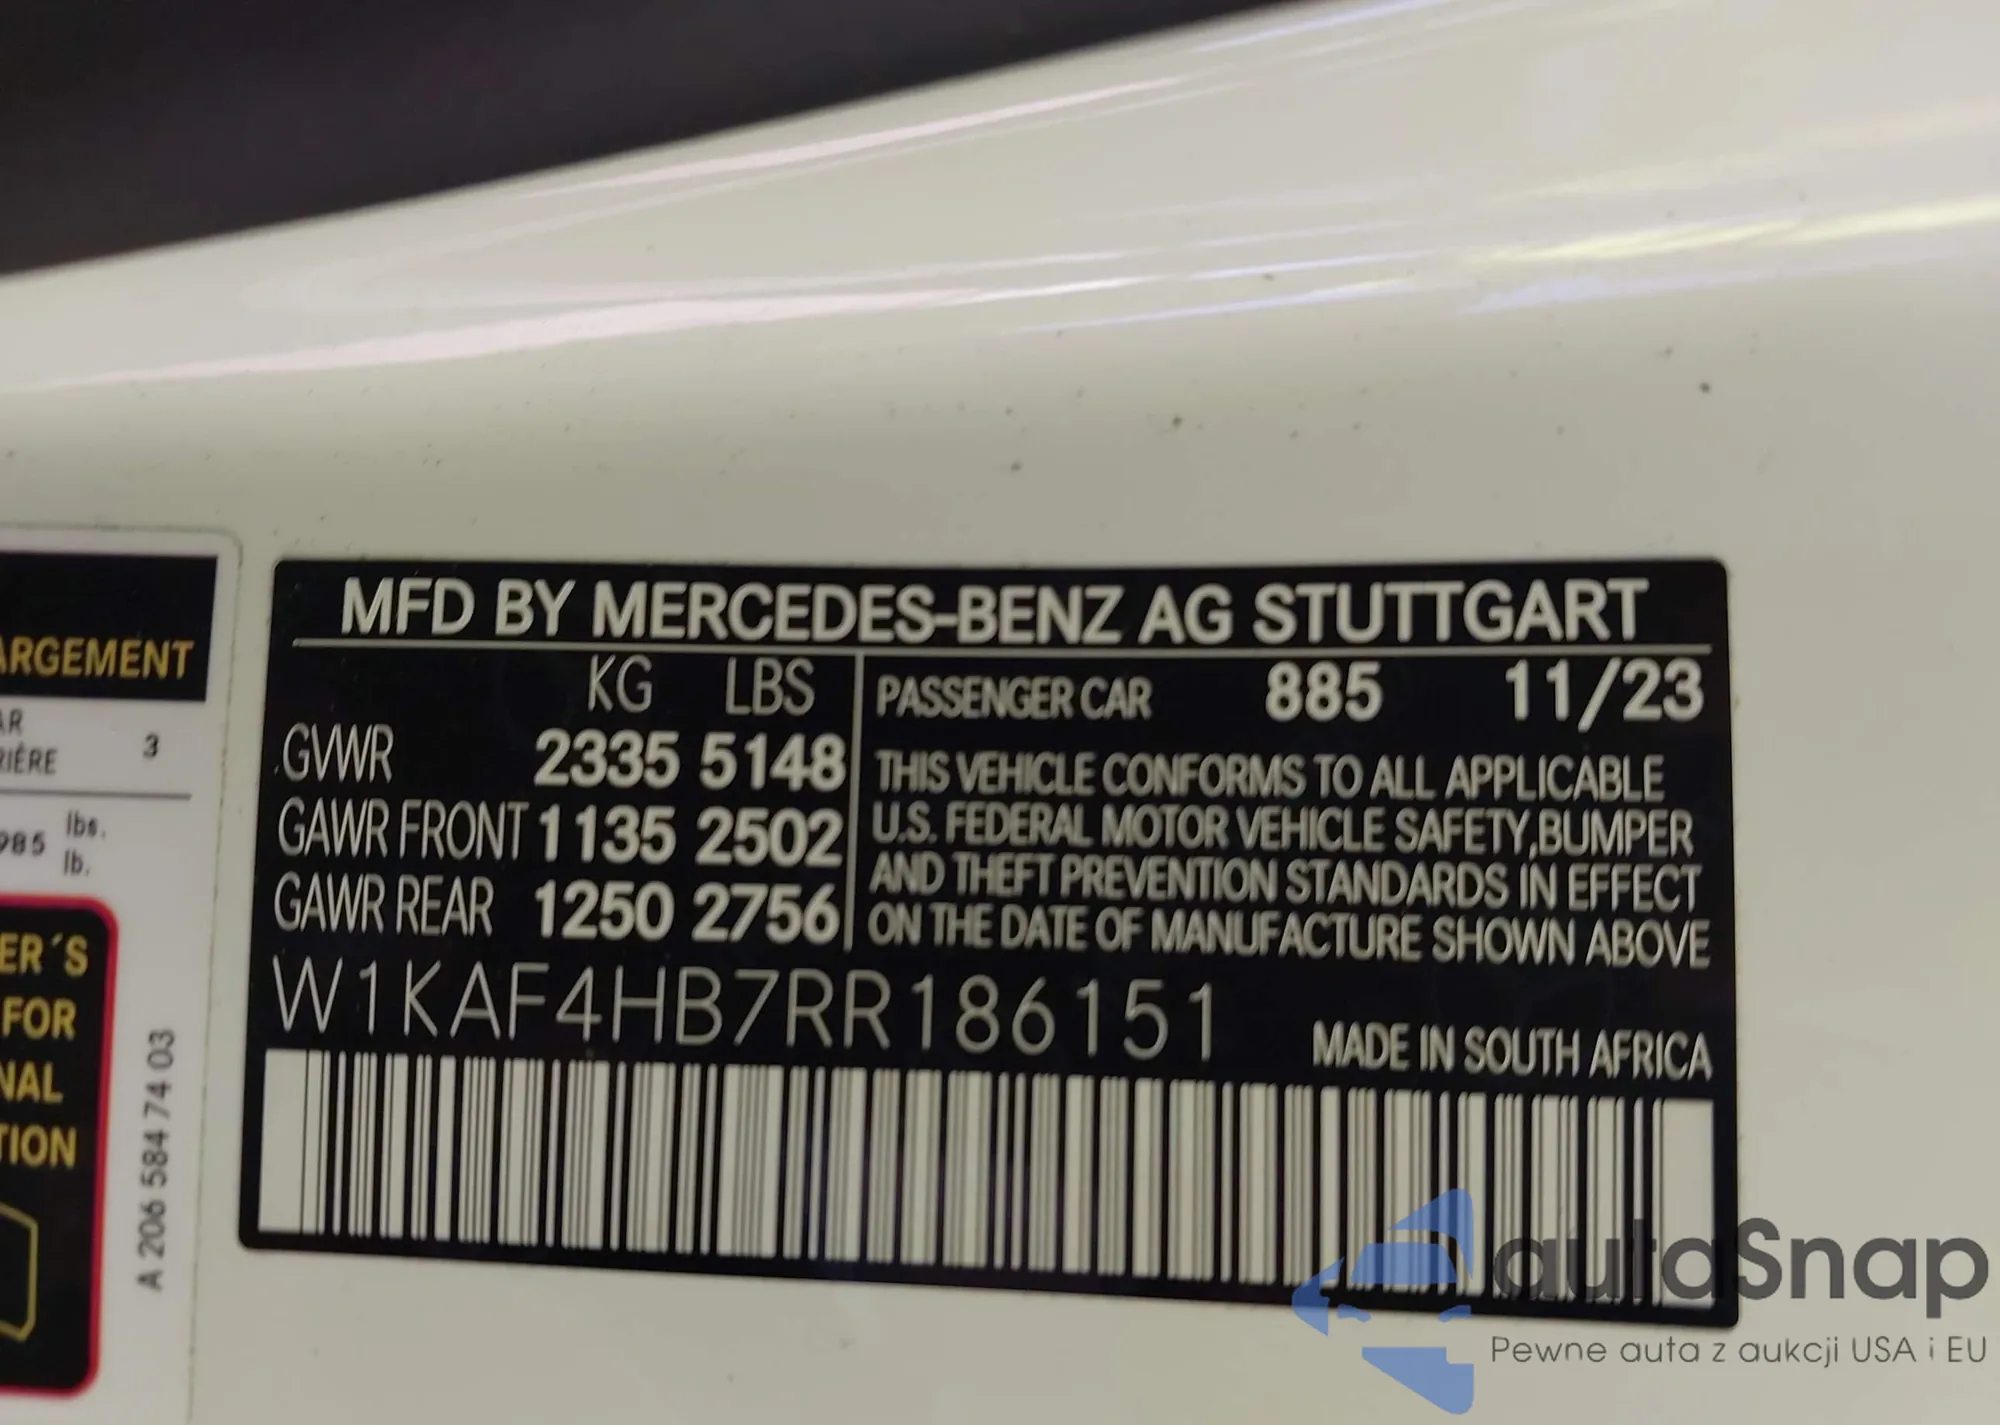 MFD BY MERCEDES-BENZ AG STUTTGART
KG LBS
GVWR 2335 5148
GAWR FRONT 1135 2502
GAWR REAR 1250 2756
PASSENGER CAR 885 11/23
THIS VEHICLE CONFORMS TO ALL APPLICABLE
U.S. FEDERAL MOTOR VEHICLE SAFETY,BUMPER
AND THEFT PREVENTION STANDARDS IN EFFECT
ON THE DATE OF MANUFACTURE SHOWN ABOVE
W1KAF4HB7RR186151
MADE IN SOUTH AFRICA
ARGEMENT
AR
RIÈRE 3
985 lbs.
lb.
ER´S
FOR
NAL
TION
A 206 584 74 03
autaSnap
Pewne auta z aukcji USA i EU